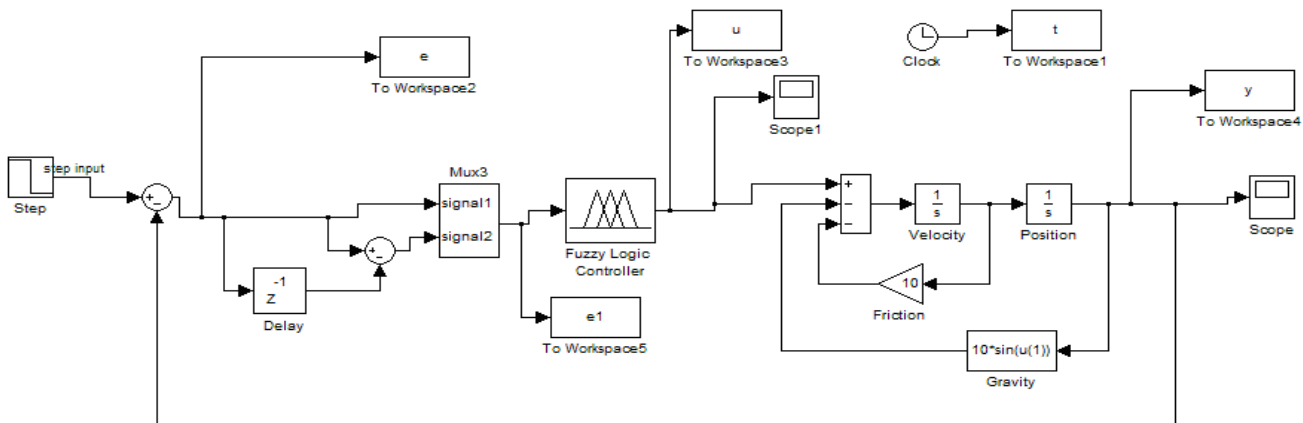 e
To Workspace2
u
To Workspace3
Clock
t
To Workspace1
Scope1
y
To Workspace4
step input
Step
+
−
Mux3
signal1
signal2
+
−
-1
Z
Delay
Fuzzy Logic
Controller
e1
To Workspace5
+
−
−
1
s
Velocity
1
s
Position
Scope
10
Friction
10*sin(u(1))
Gravity